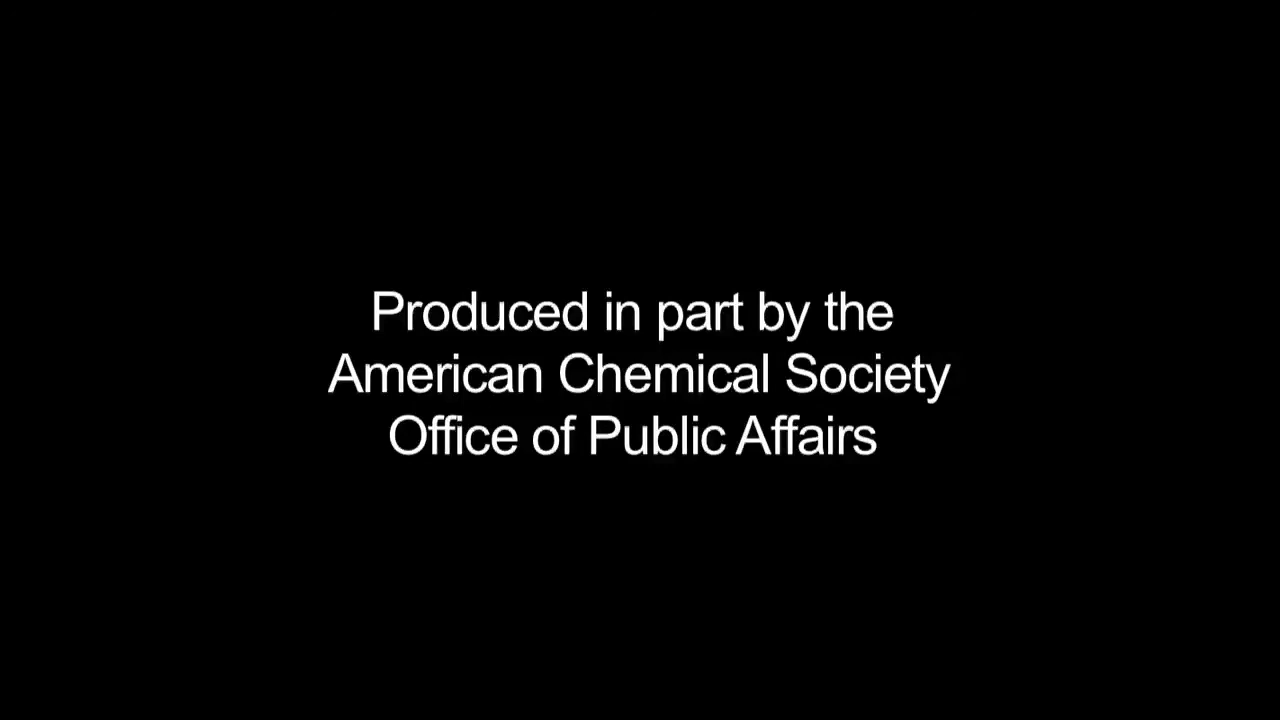 Produced in part by the
American Chemical Society
Office of Public Affairs